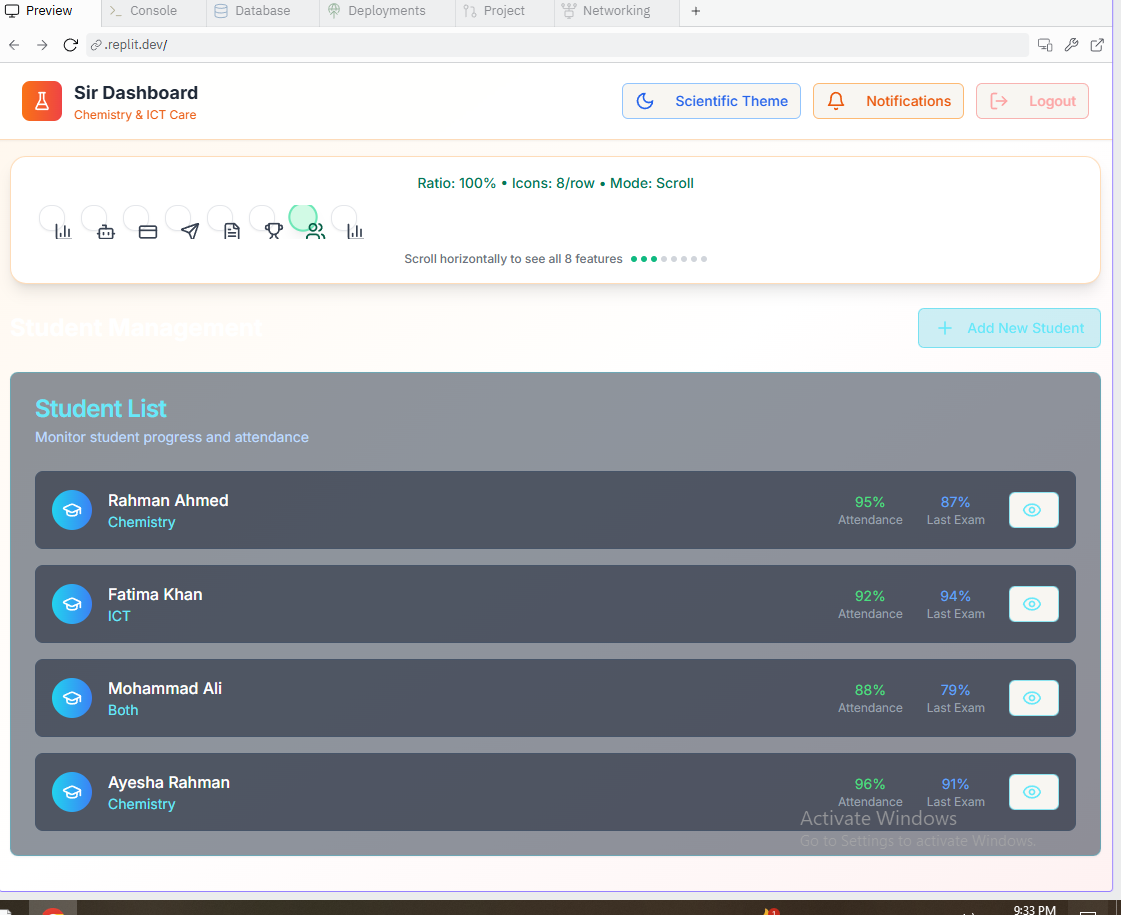 Preview
Console
Database
Deployments
Project
Networking
.replit.dev/
Sir Dashboard
Chemistry & ICT Care
Scientific Theme
Notifications
Logout
Ratio: 100% • Icons: 8/row • Mode: Scroll
Scroll horizontally to see all 8 features
Student Management
Add New Student
Student List
Monitor student progress and attendance
Rahman Ahmed
Chemistry
95%
Attendance
87%
Last Exam
Fatima Khan
ICT
92%
Attendance
94%
Last Exam
Mohammad Ali
Both
88%
Attendance
79%
Last Exam
Ayesha Rahman
Chemistry
96%
Attendance
91%
Last Exam
Activate Windows
Go to Settings to activate Windows.
1
9:33 PM